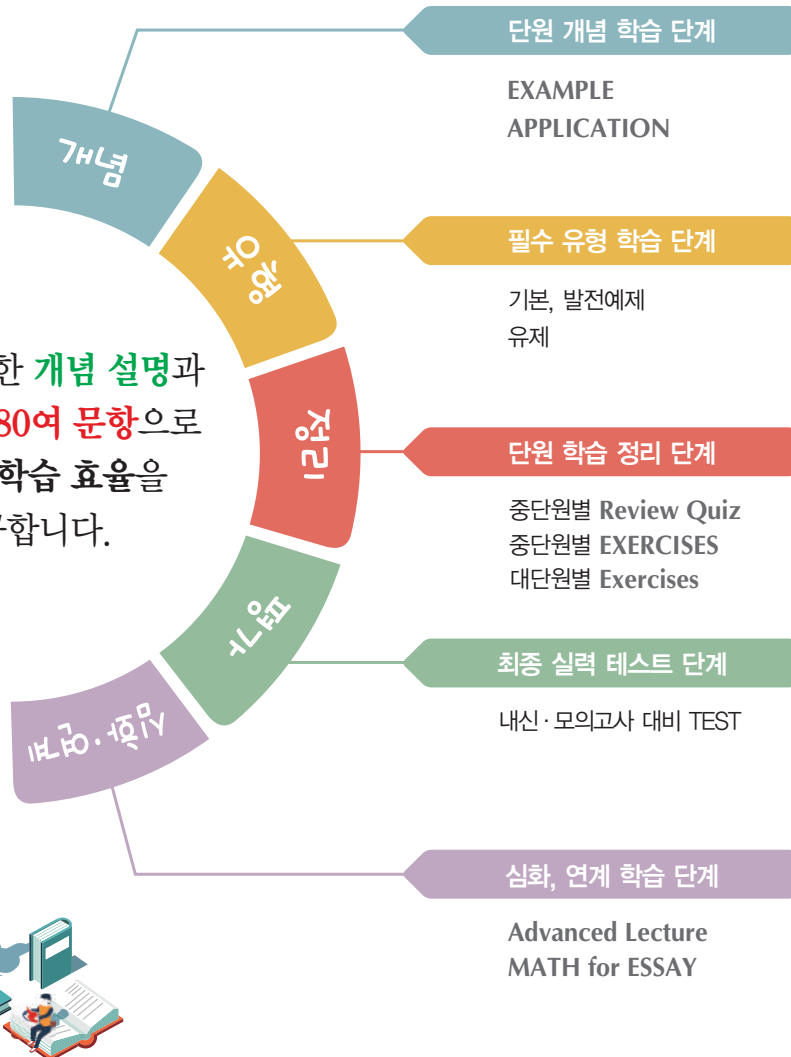 단원 개념 학습 단계
EXAMPLE
APPLICATION
개념
필수 유형 학습 단계
기본, 발전예제
유제
유형
한 개념 설명과
80여 문항으로
학습 효율을
합니다.
단원 학습 정리 단계
중단원별 Review Quiz
중단원별 EXERCISES
대단원별 Exercises
정리
최종 실력 테스트 단계
내신·모의고사 대비 TEST
평가
심화, 연계 학습 단계
Advanced Lecture
MATH for ESSAY
심화·연계